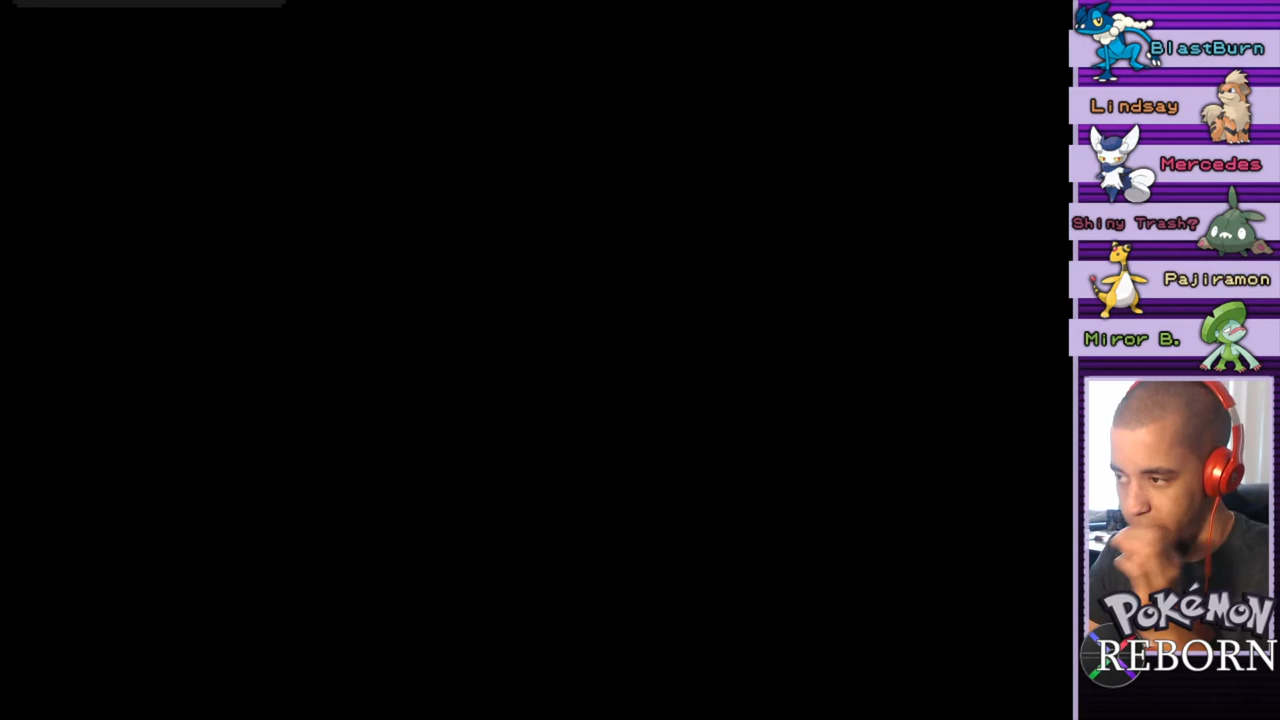 BlastBurn
Lindsay
Mercedes
Shiny Trash?
Pajiramon
Miror B.
POKéMON
REBORN